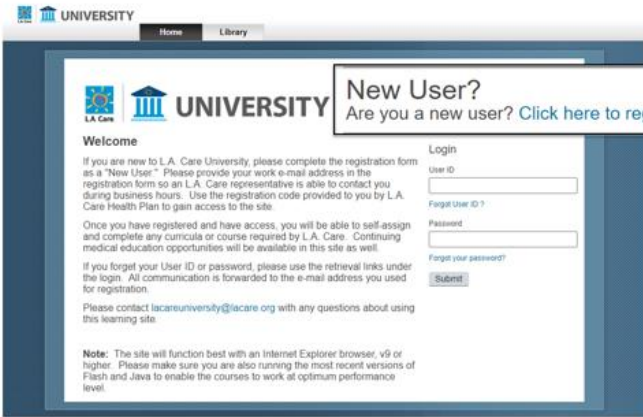 L.A. Care UNIVERSITY
Home Library
L.A. Care UNIVERSITY
New User?
Are you a new user? Click here to re
Welcome
If you are new to L.A. Care University, please complete the registration form
as a "New User." Please provide your work e-mail address in the
registration form so an L.A. Care representative is able to contact you
during business hours. Use the registration code provided to you by L.A.
Care Health Plan to gain access to the site.
Once you have registered and have access, you will be able to self-assign
and complete any curricula or course required by L.A. Care. Continuing
medical education opportunities will be available in this site as well.
If you forget your User ID or password, please use the retrieval links under
the login. All communication is forwarded to the e-mail address you used
for registration.
Please contact lacareuniversity@lacare.org with any questions about using
this learning site.
Note: The site will function best with an Internet Explorer browser, v9 or
higher. Please make sure you are also running the most recent versions of
Flash and Java to enable the courses to work at optimum performance
level.
Login
User ID
Forgot User ID ?
Password
Forgot your password?
Submit